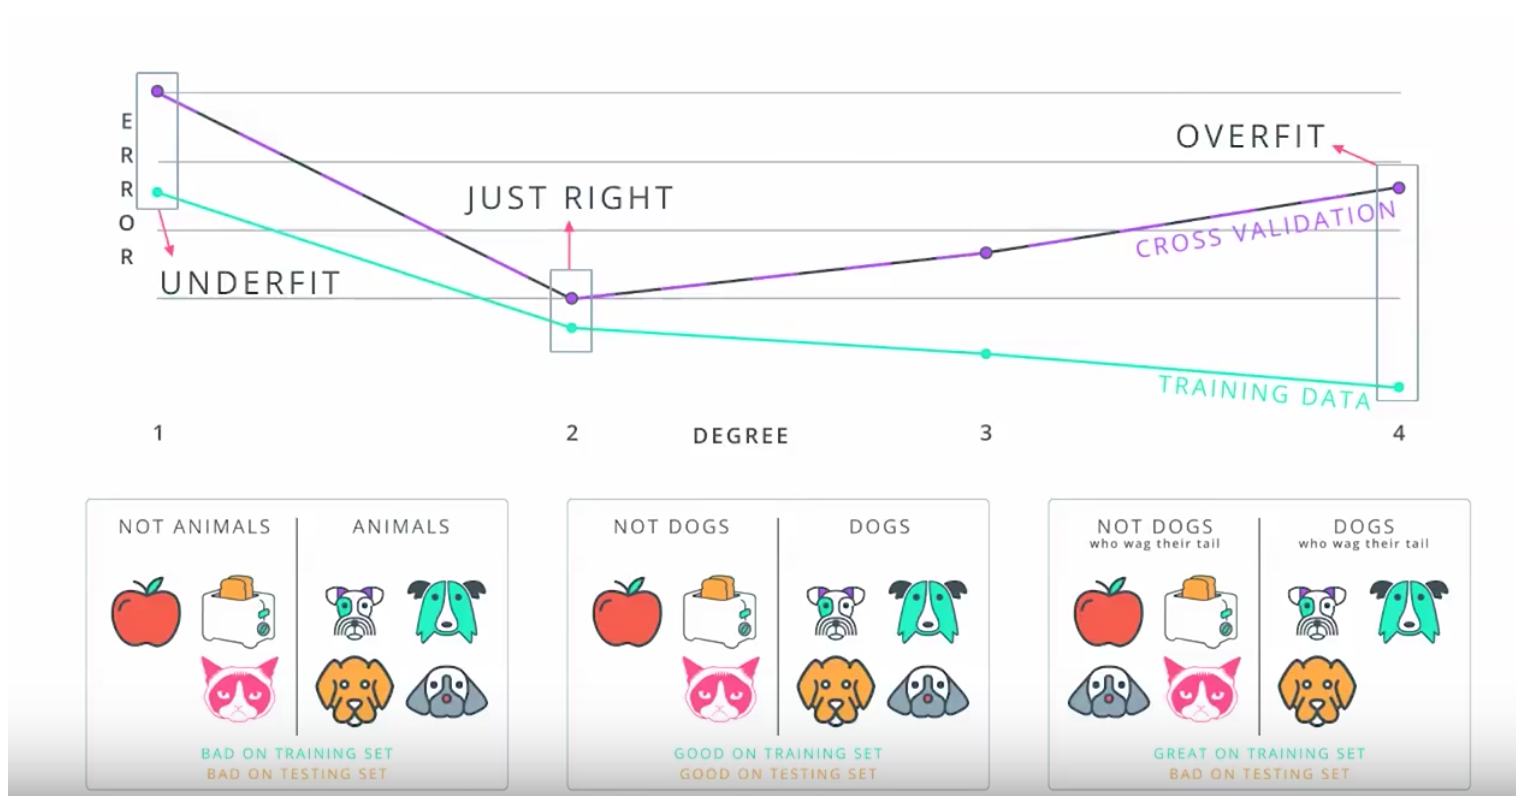 ERROR
OVERFIT
JUST RIGHT
CROSS VALIDATION
UNDERFIT
TRAINING DATA
1
2
DEGREE
3
4
NOT ANIMALS
ANIMALS
BAD ON TRAINING SET
BAD ON TESTING SET
NOT DOGS
DOGS
GOOD ON TRAINING SET
GOOD ON TESTING SET
NOT DOGS
who wag their tail
DOGS
who wag their tail
GREAT ON TRAINING SET
BAD ON TESTING SET